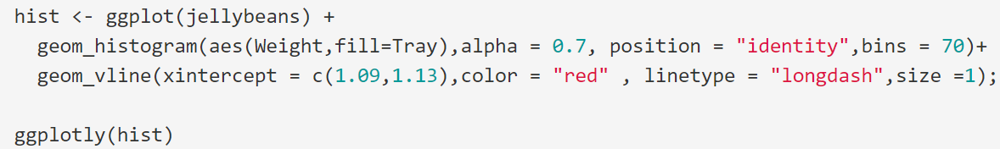 hist <- ggplot(jellybeans) +
  geom_histogram(aes(Weight,fill=Tray),alpha = 0.7, position = "identity",bins = 70)+
  geom_vline(xintercept = c(1.09,1.13),color = "red" , linetype = "longdash",size =1);
ggplotly(hist)